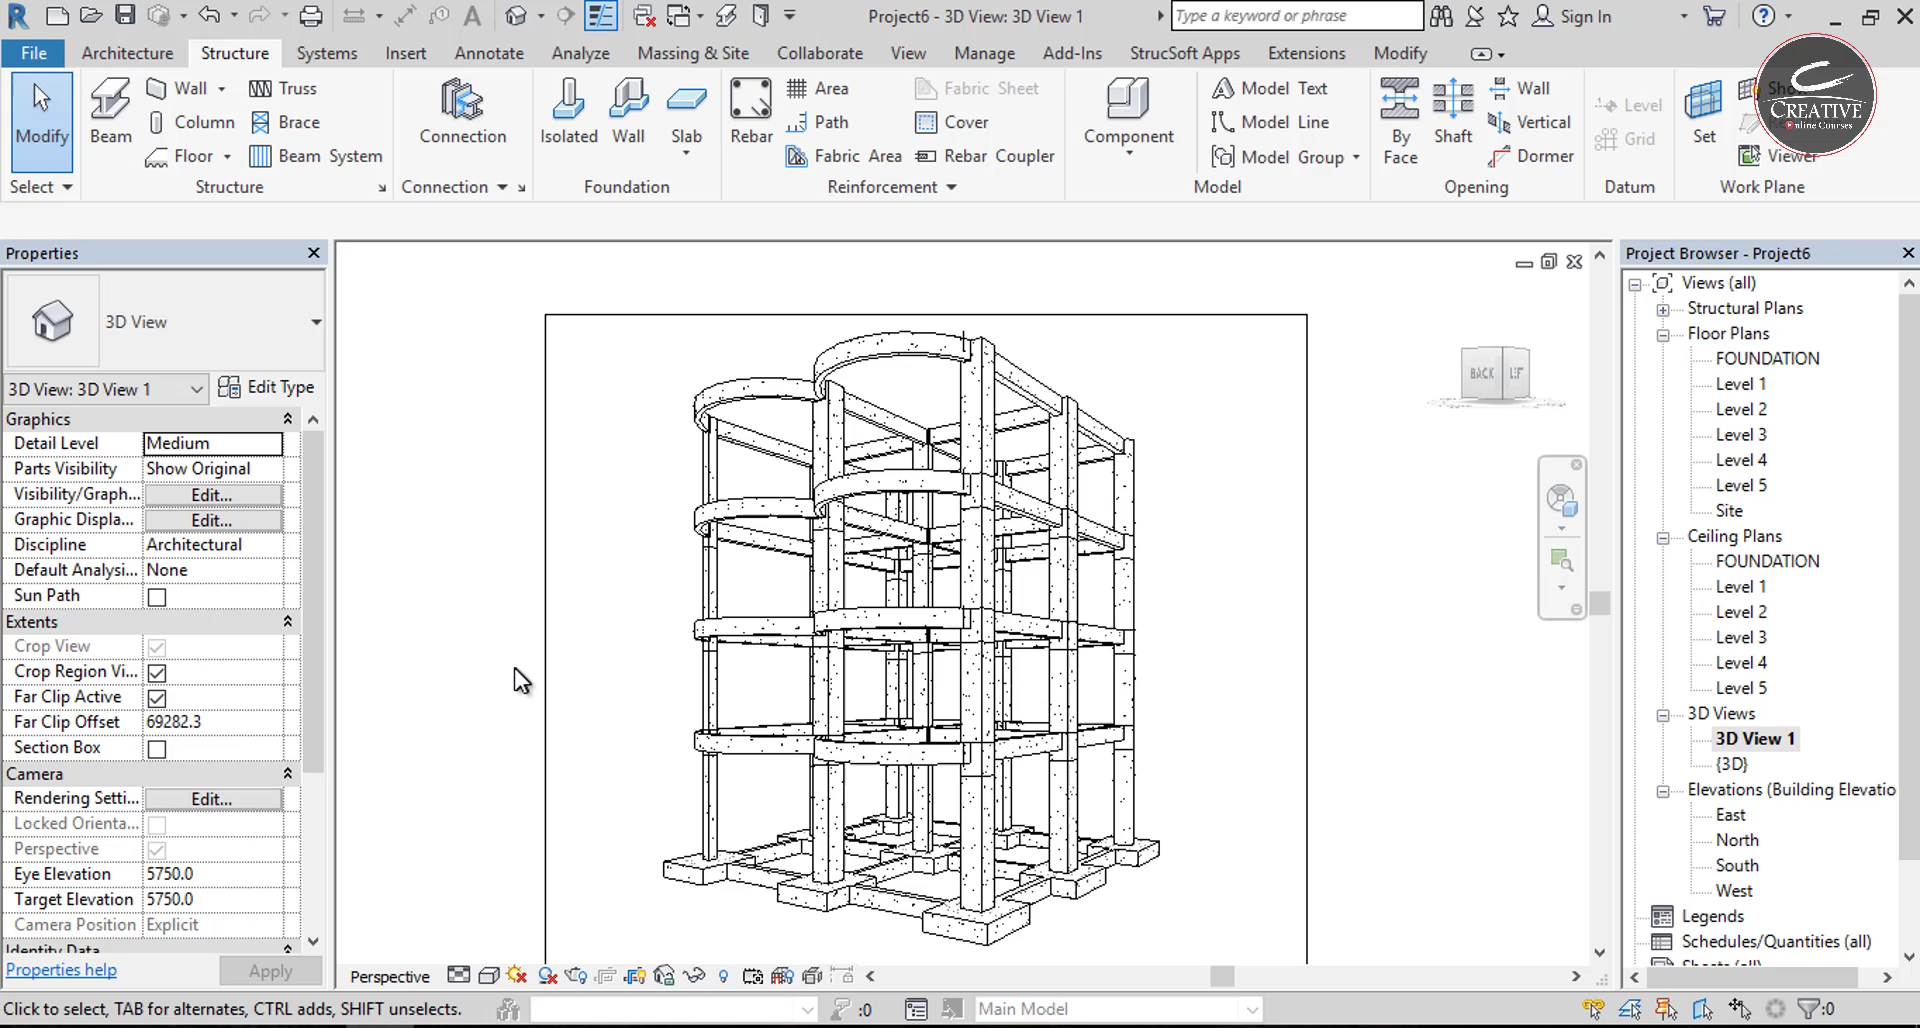 Project6 - 3D View: 3D View 1
Type a keyword or phrase
Sign In
File
Architecture
Structure
Systems
Insert
Annotate
Analyze
Massing & Site
Collaborate
View
Manage
Add-Ins
StrucSoft Apps
Extensions
Modify
Modify
Select
Beam
Wall
Truss
Column
Brace
Floor
Beam System
Structure
Connection
Connection
Isolated
Wall
Slab
Foundation
Rebar
Area
Fabric Sheet
Path
Cover
Fabric Area
Rebar Coupler
Reinforcement
Component
Model Text
Model Line
Model Group
Model
By
Face
Shaft
Wall
Vertical
Dormer
Opening
Level
Grid
Datum
Set
Viewer
Work Plane
CREATIVE
Online Courses
Properties
3D View
3D View: 3D View 1
Edit Type
Graphics
Detail Level Medium
Parts Visibility Show Original
Visibility/Graph... Edit...
Graphic Displa... Edit...
Discipline Architectural
Default Analysi... None
Sun Path
Extents
Crop View
Crop Region Vi...
Far Clip Active
Far Clip Offset 69282.3
Section Box
Camera
Rendering Setti... Edit...
Locked Orienta...
Perspective
Eye Elevation 5750.0
Target Elevation 5750.0
Camera Position Explicit
Identity Data
Properties help
Apply
BACK
LEFT
Perspective
Project Browser - Project6
Views (all)
Structural Plans
Floor Plans
FOUNDATION
Level 1
Level 2
Level 3
Level 4
Level 5
Site
Ceiling Plans
FOUNDATION
Level 1
Level 2
Level 3
Level 4
Level 5
3D Views
3D View 1
{3D}
Elevations (Building Elevatio
East
North
South
West
Legends
Schedules/Quantities (all)
Sheets (all)
Click to select, TAB for alternates, CTRL adds, SHIFT unselects.
:0
Main Model
:0